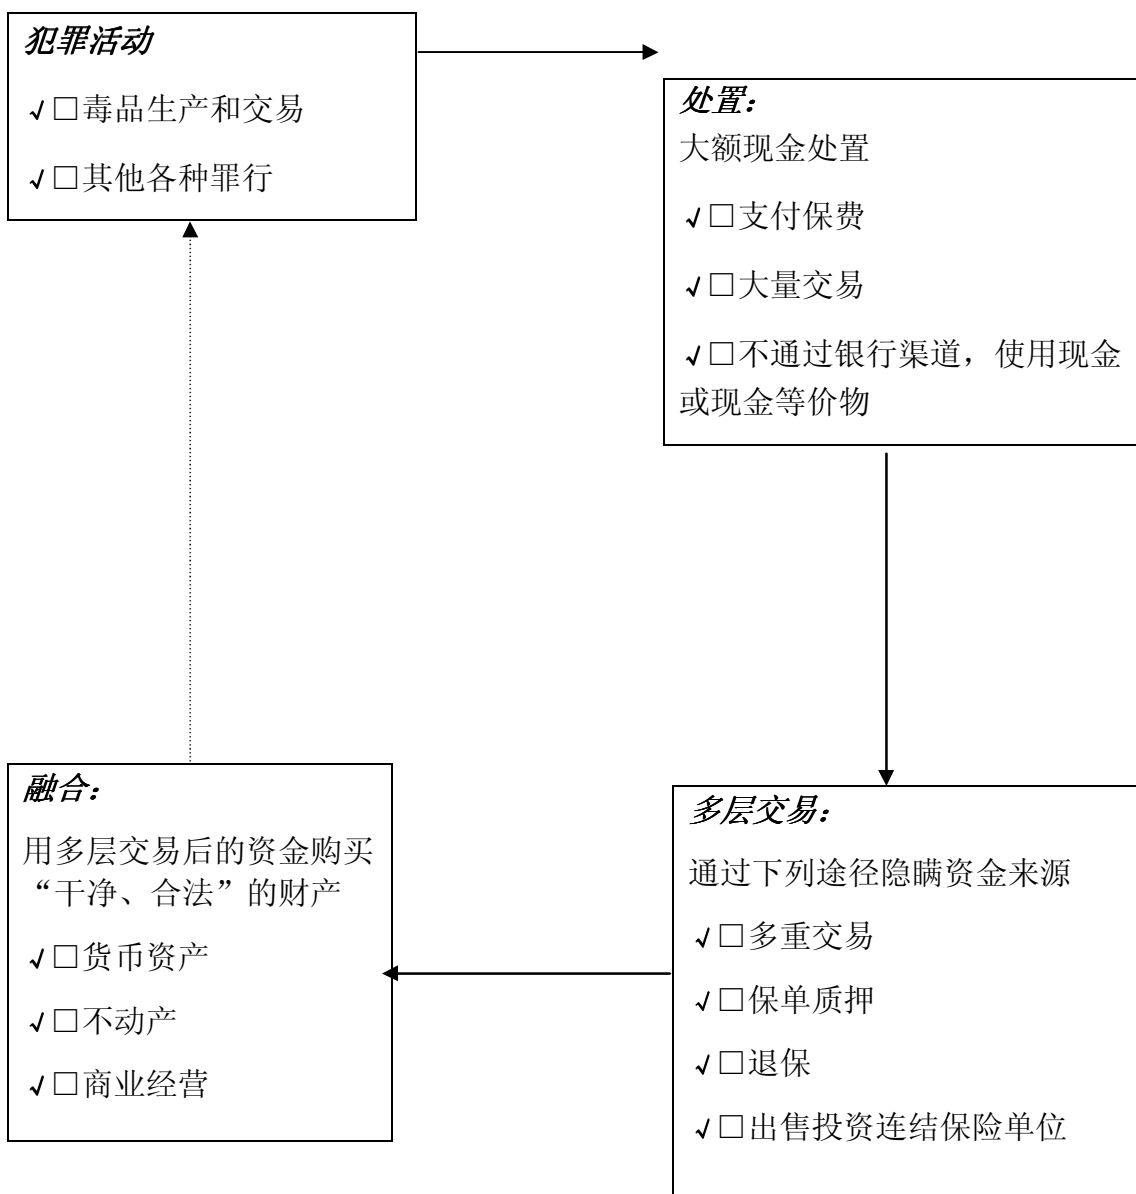 犯罪活动
√□毒品生产和交易
√□其他各种罪行
处置：
大额现金处置
√□支付保费
√□大量交易
√□不通过银行渠道，使用现金
或现金等价物
融合：
用多层交易后的资金购买
“干净、合法”的财产
√□货币资产
√□不动产
√□商业经营
多层交易：
通过下列途径隐瞒资金来源
√□多重交易
√□保单质押
√□退保
√□出售投资连结保险单位